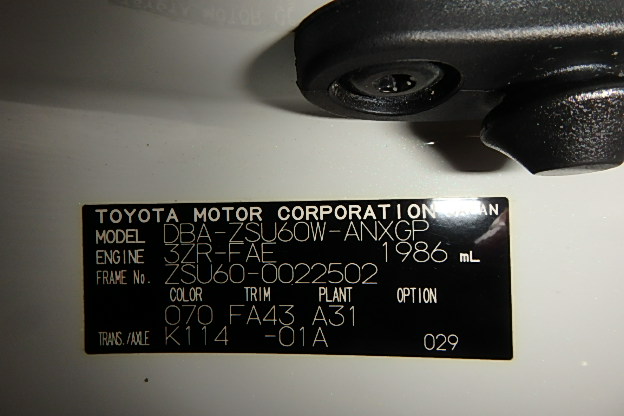 TOYOTA MOTOR CORPORATION JAPAN
MODEL DBA-ZSU60W-ANXGP
ENGINE 3ZR-FAE 1986 mL
FRAME No. ZSU60-0022502
COLOR TRIM PLANT OPTION
070 FA43 A31
TRANS./AXLE K114 -01A 029